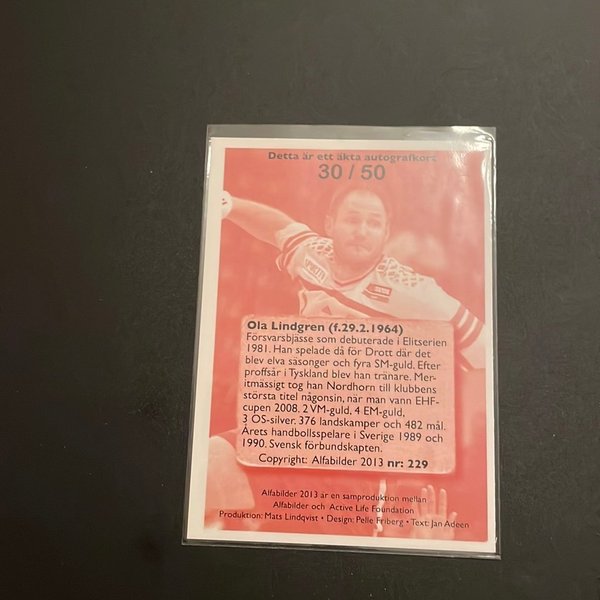 Detta är ett äkta autografkort
30 / 50
Ola Lindgren (f.29.2.1964)
Försvarsbjässe som debuterade i Elitserien
1981. Han spelade då för Drott där det
blev elva säsonger och fyra SM-guld. Efter
proffsår i Tyskland blev han tränare. Mer-
itmässigt tog han Nordhorn till klubbens
största titel någonsin, när man vann EHF-
cupen 2008. 2 VM-guld, 4 EM-guld,
3 OS-silver. 376 landskamper och 482 mål.
Årets handbollsspelare i Sverige 1989 och
1990. Svensk förbundskapten.
Copyright: Alfabilder 2013 nr: 229
Alfabilder 2013 är en samproduktion mellan
Alfabilder och Active Life Foundation
Produktion: Mats Lindqvist • Design: Pelle Friberg • Text: Jan Adeen